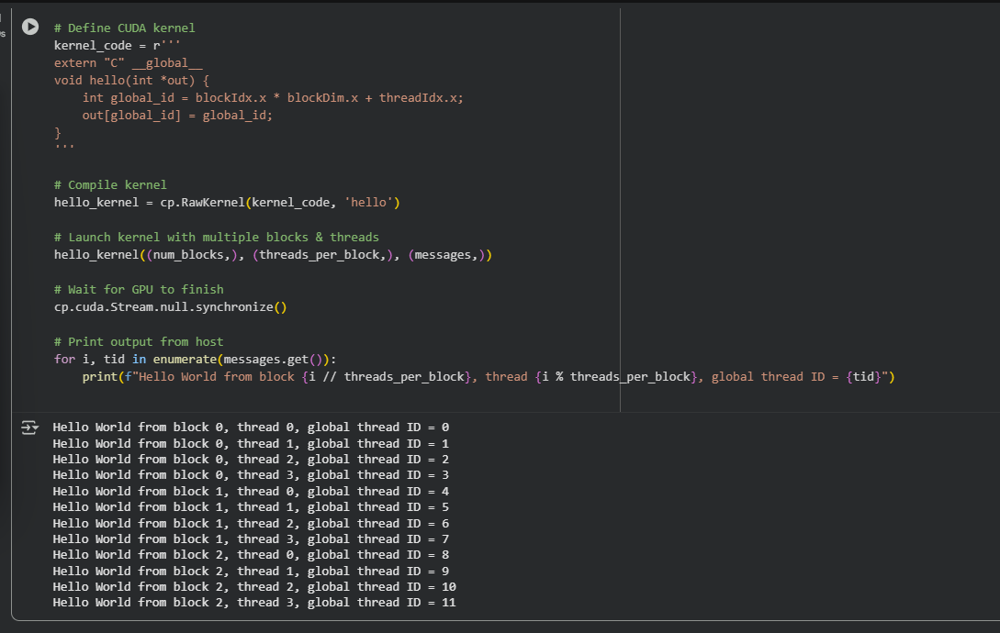 # Define CUDA kernel
kernel_code = r'''
extern "C" __global__
void hello(int *out) {
    int global_id = blockIdx.x * blockDim.x + threadIdx.x;
    out[global_id] = global_id;
}
'''
# Compile kernel
hello_kernel = cp.RawKernel(kernel_code, 'hello')
# Launch kernel with multiple blocks & threads
hello_kernel((num_blocks,), (threads_per_block,), (messages,))
# Wait for GPU to finish
cp.cuda.Stream.null.synchronize()
# Print output from host
for i, tid in enumerate(messages.get()):
    print(f"Hello World from block {i // threads_per_block}, thread {i % threads_per_block}, global thread ID = {tid}")
Hello World from block 0, thread 0, global thread ID = 0
Hello World from block 0, thread 1, global thread ID = 1
Hello World from block 0, thread 2, global thread ID = 2
Hello World from block 0, thread 3, global thread ID = 3
Hello World from block 1, thread 0, global thread ID = 4
Hello World from block 1, thread 1, global thread ID = 5
Hello World from block 1, thread 2, global thread ID = 6
Hello World from block 1, thread 3, global thread ID = 7
Hello World from block 2, thread 0, global thread ID = 8
Hello World from block 2, thread 1, global thread ID = 9
Hello World from block 2, thread 2, global thread ID = 10
Hello World from block 2, thread 3, global thread ID = 11